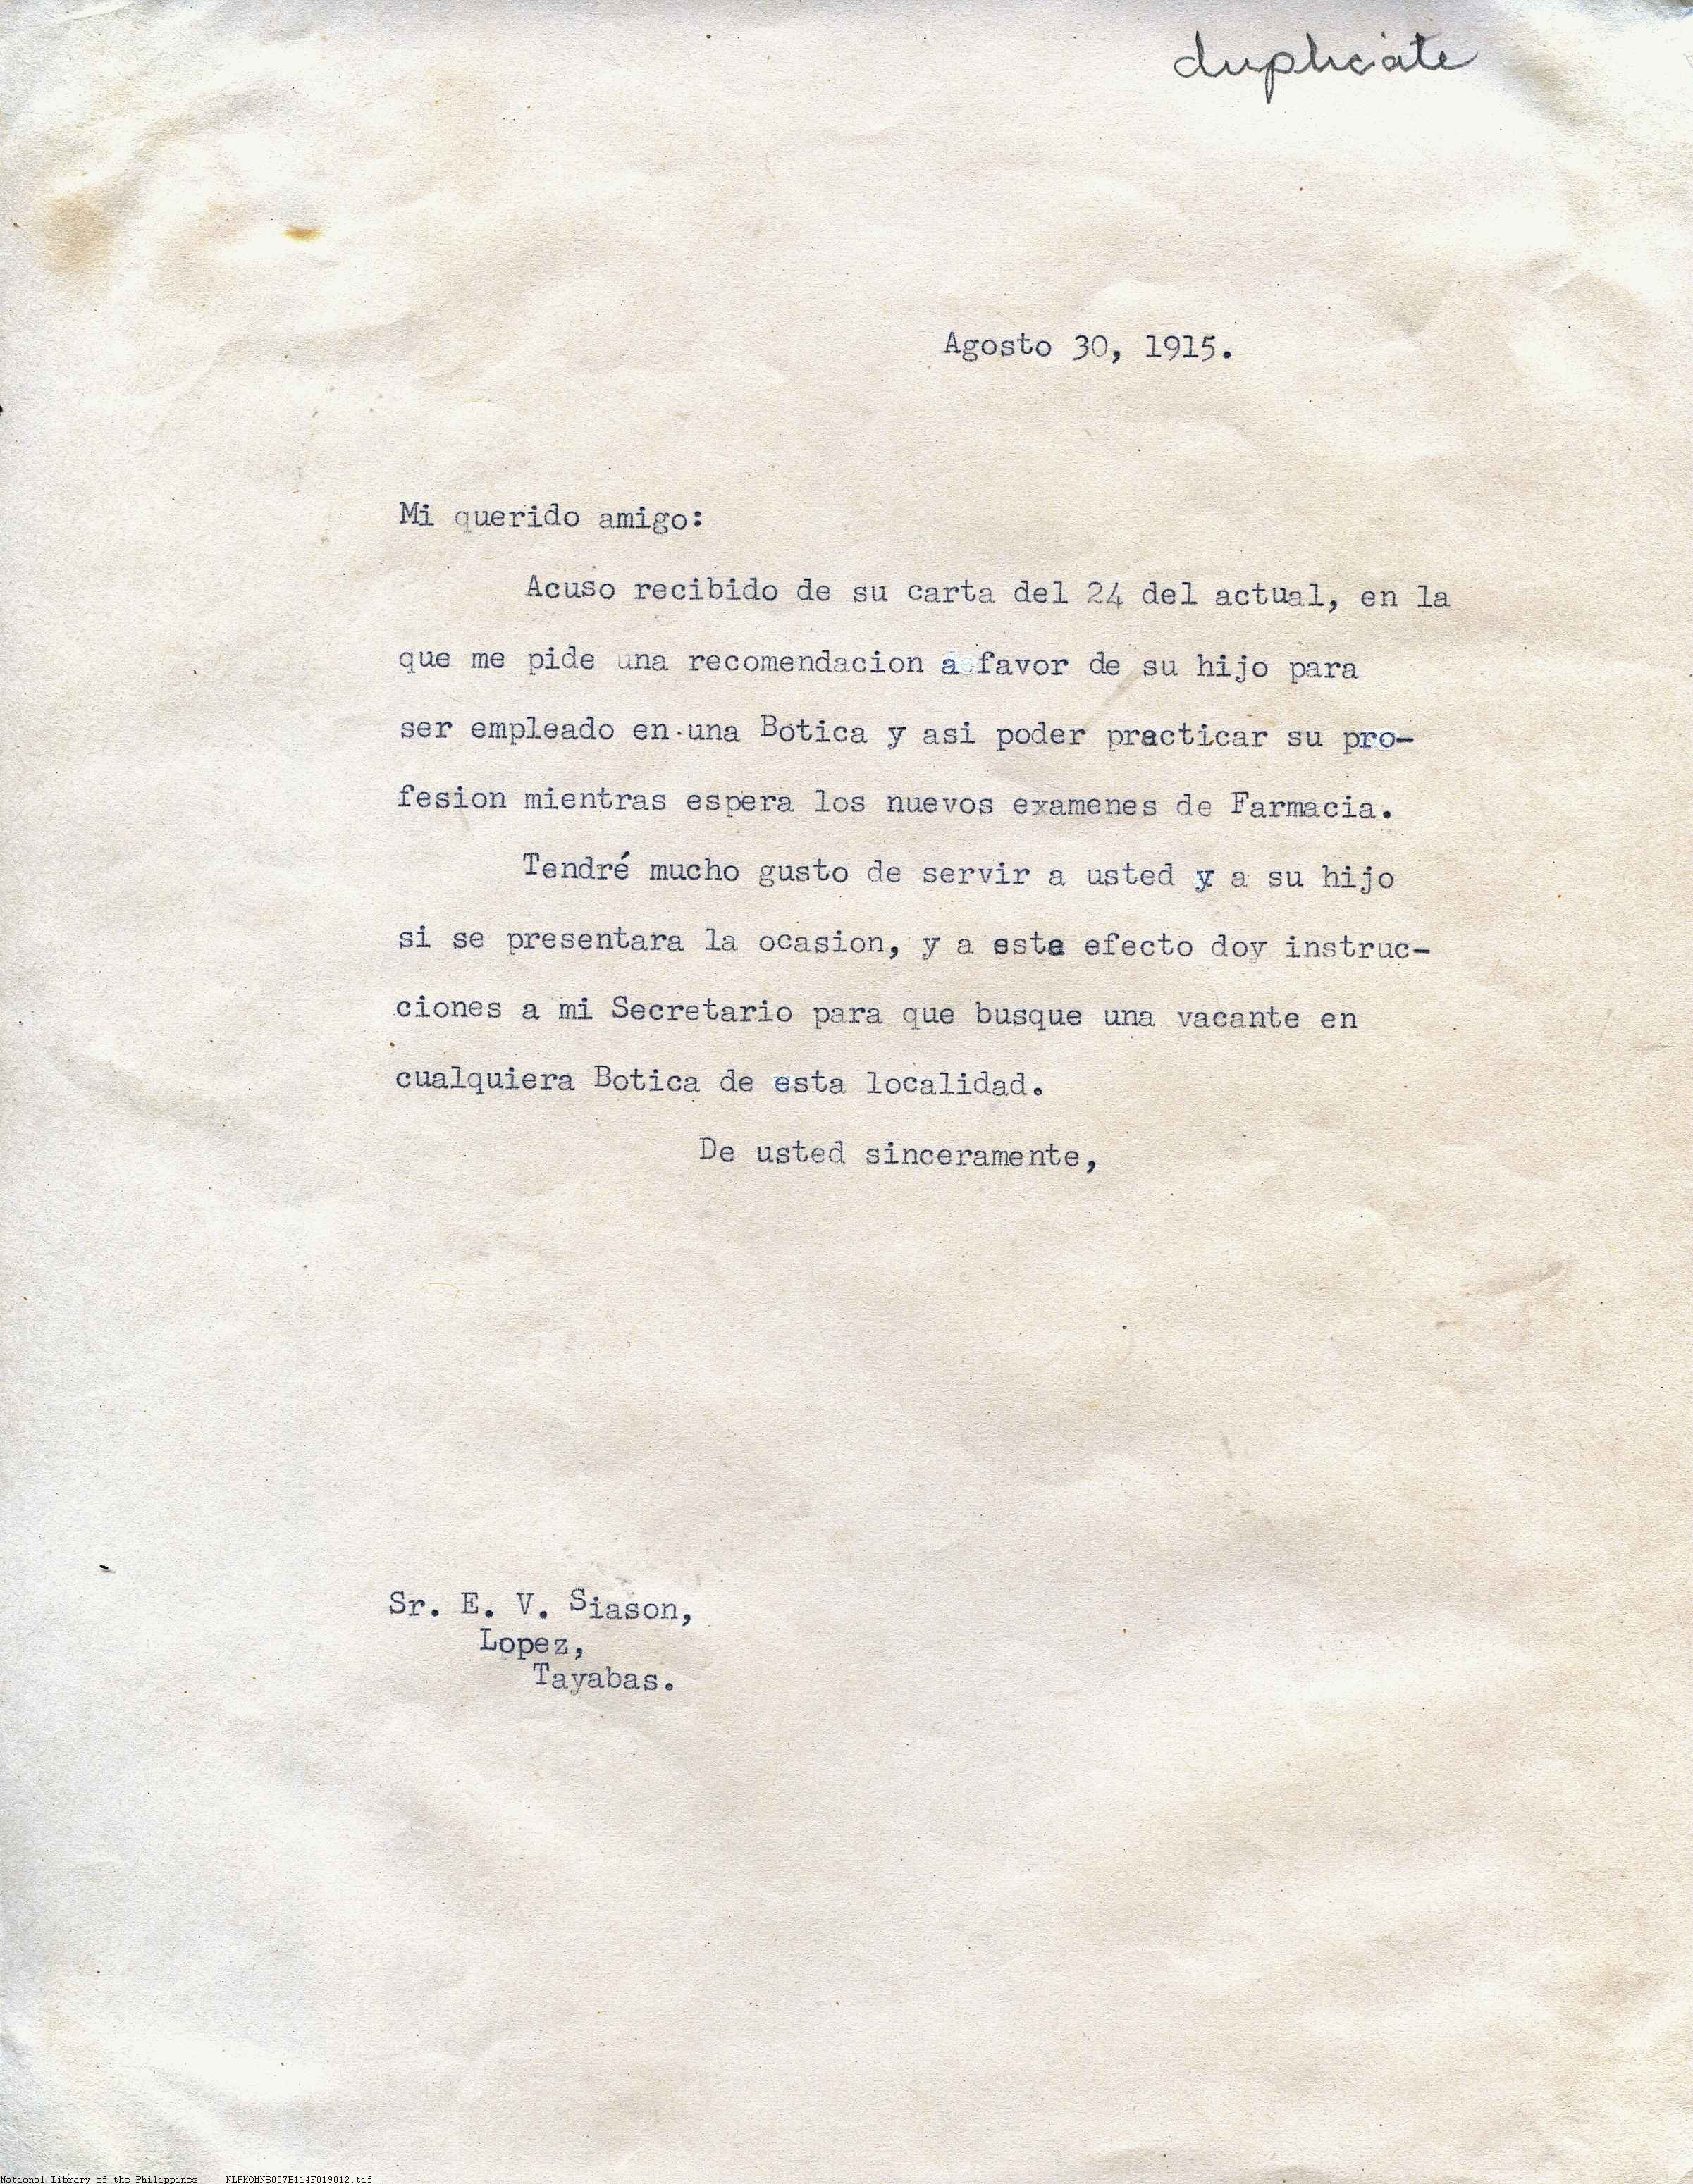 duplicate
Agosto 30, 1915.
Mi querido amigo:
Acuso recibido de su carta del 24 del actual, en la
que me pide una recomendacion a favor de su hijo para
ser empleado en una Botica y asi poder practicar su pro-
fesion mientras espera los nuevos examenes de Farmacia.
Tendré mucho gusto de servir a usted y a su hijo
si se presentara la ocasion, y a este efecto doy instruc-
ciones a mi Secretario para que busque una vacante en
cualquiera Botica de esta localidad.
De usted sinceramente,
Sr. E. V. Siason,
Lopez,
Tayabas.
National Library of the Philippines NLPMQMNS007B114F019012.tif